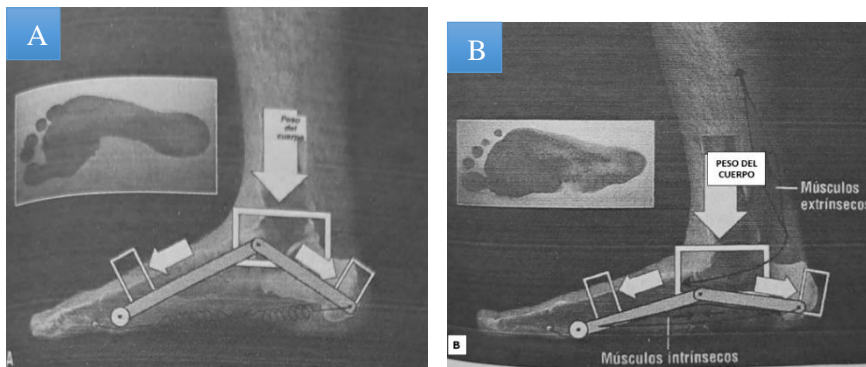 A
Peso
del
cuerpo
A
B
PESO DEL
CUERPO
Músculos
extrínsecos
B
Músculos intrínsecos